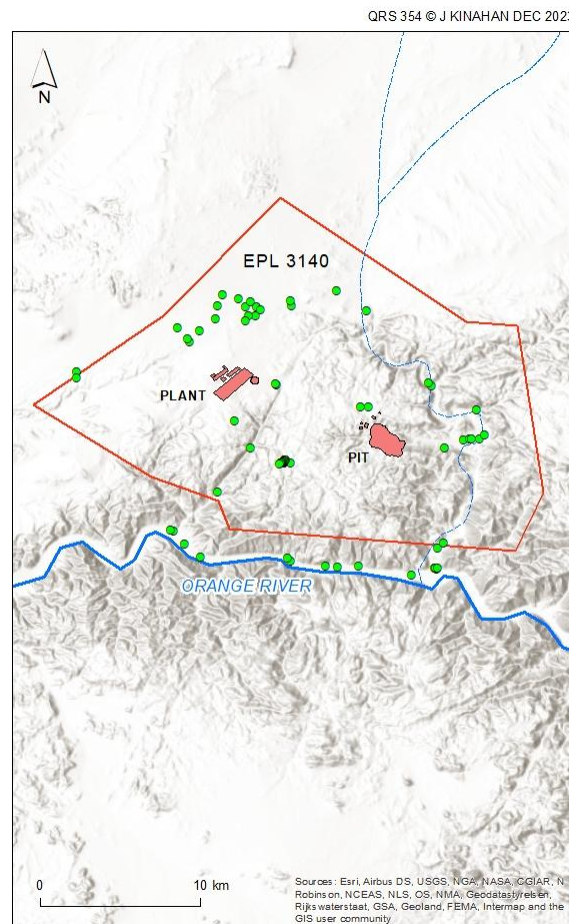 QRS 354 © J KINAHAN DEC 202
N
EPL 3140
PLANT
PIT
ORANGE RIVER
0 10 km
Sources: Esri, Airbus DS, USGS, NGA, NASA, CGIAR, N
Robinson, NCEAS, NLS, OS, NMA, Geodatastyrelsen,
Rijkswaterstaat, GSA, Geoland, FEMA, Intermap and the
GIS user community